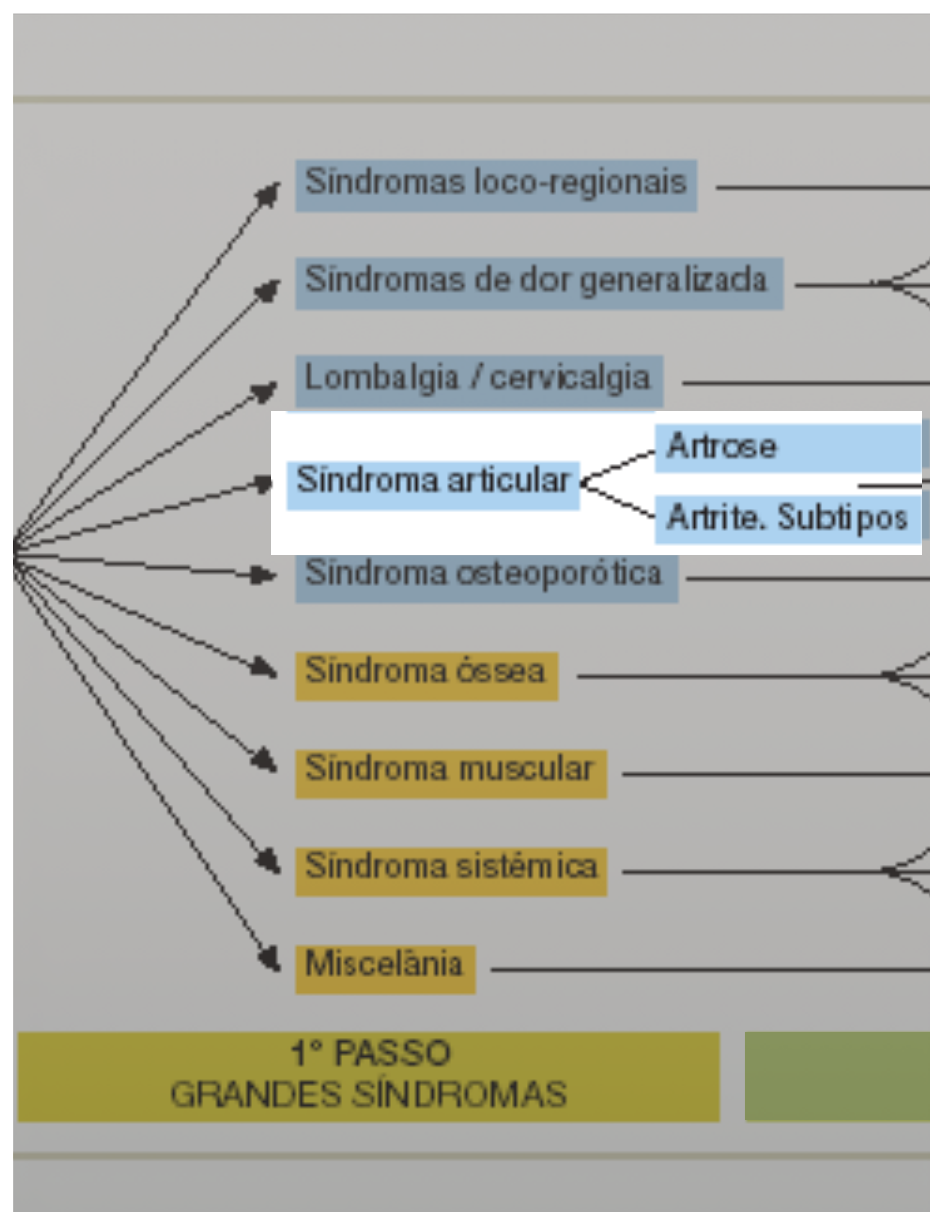 Síndromas loco-regionais
Síndromas de dor generalizada
Lombalgia / cervicalgia
Síndroma articular
Artrose
Artrite. Subtipos
Síndroma osteoporótica
Síndroma óssea
Síndroma muscular
Síndroma sistémica
Miscelânia
1° PASSO
GRANDES SÍNDROMAS